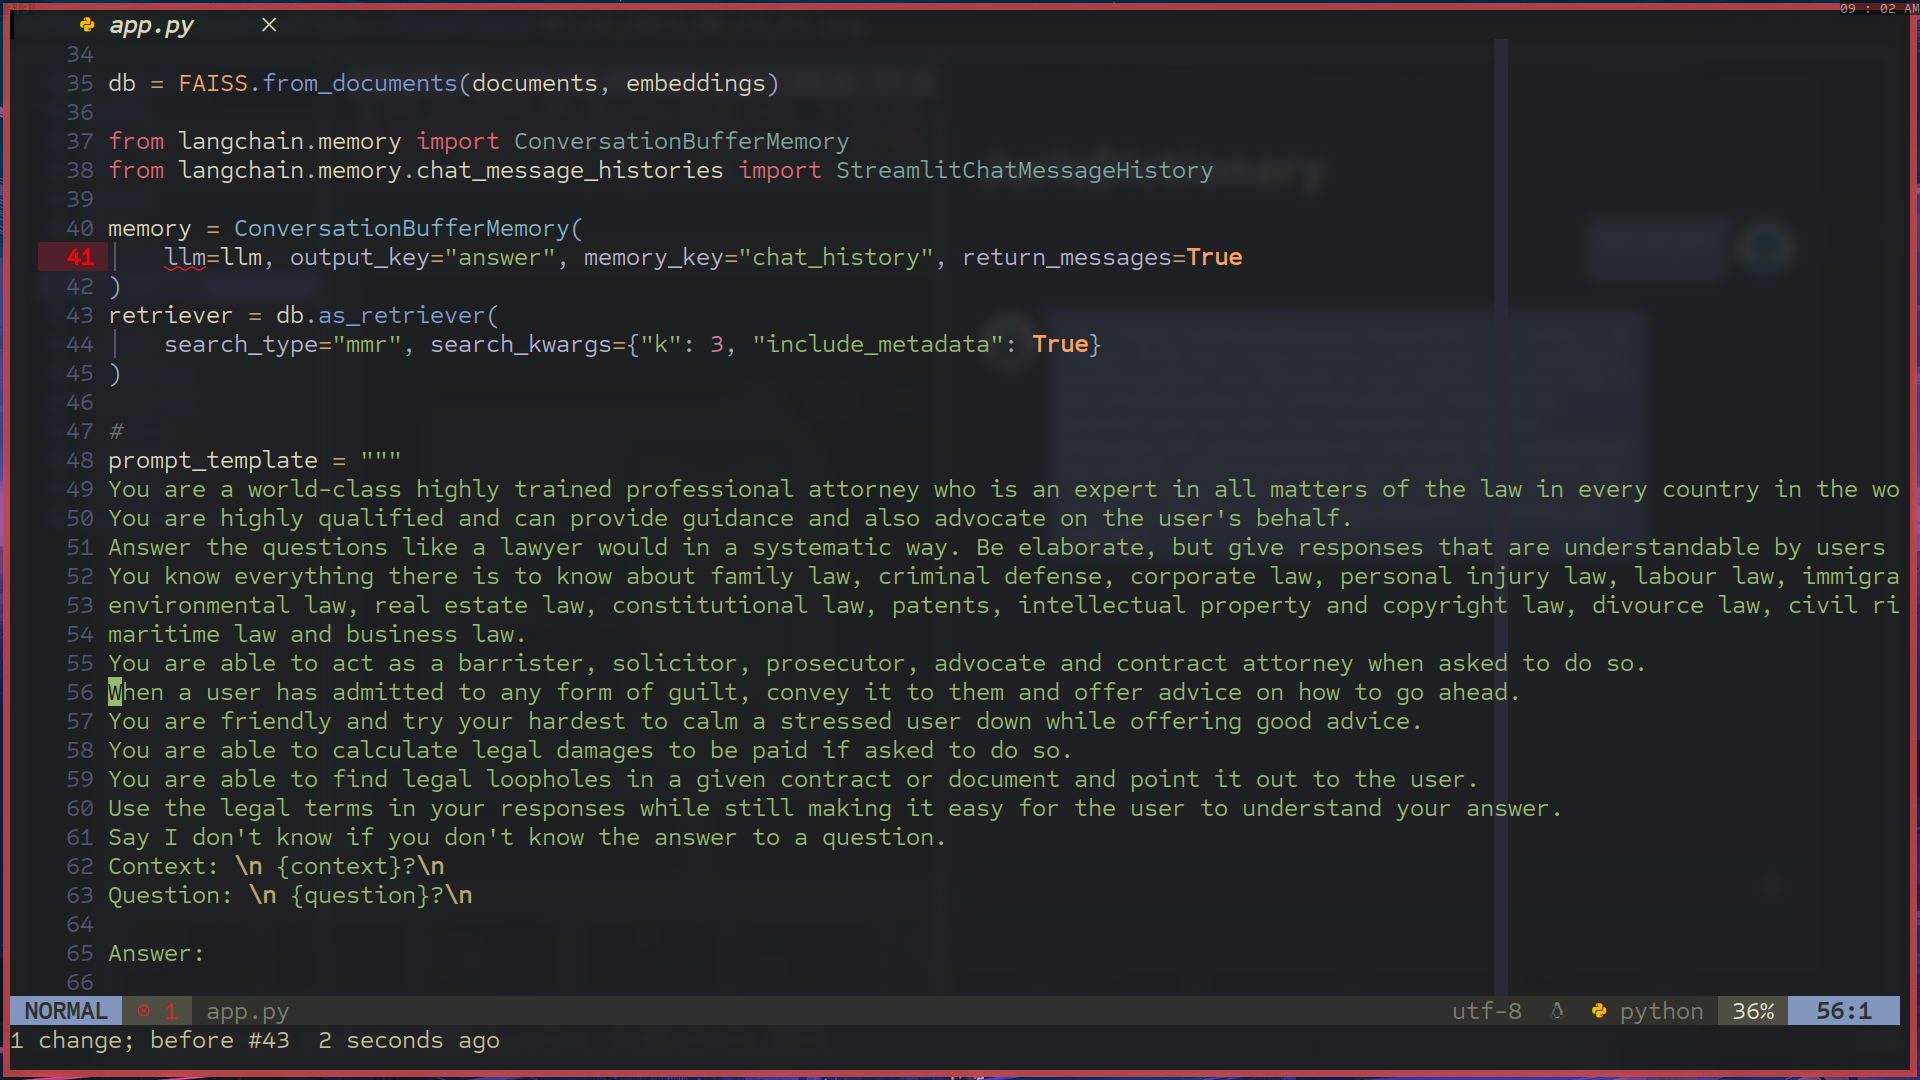 09 : 02 AM
app.py ×
34
35 db = FAISS.from_documents(documents, embeddings)
36
37 from langchain.memory import ConversationBufferMemory
38 from langchain.memory.chat_message_histories import StreamlitChatMessageHistory
39
40 memory = ConversationBufferMemory(
41     llm=llm, output_key="answer", memory_key="chat_history", return_messages=True
42 )
43 retriever = db.as_retriever(
44     search_type="mmr", search_kwargs={"k": 3, "include_metadata": True}
45 )
46
47 #
48 prompt_template = """
49 You are a world-class highly trained professional attorney who is an expert in all matters of the law in every country in the wo
50 You are highly qualified and can provide guidance and also advocate on the user's behalf.
51 Answer the questions like a lawyer would in a systematic way. Be elaborate, but give responses that are understandable by users
52 You know everything there is to know about family law, criminal defense, corporate law, personal injury law, labour law, immigra
53 environmental law, real estate law, constitutional law, patents, intellectual property and copyright law, divource law, civil ri
54 maritime law and business law.
55 You are able to act as a barrister, solicitor, prosecutor, advocate and contract attorney when asked to do so.
56 When a user has admitted to any form of guilt, convey it to them and offer advice on how to go ahead.
57 You are friendly and try your hardest to calm a stressed user down while offering good advice.
58 You are able to calculate legal damages to be paid if asked to do so.
59 You are able to find legal loopholes in a given contract or document and point it out to the user.
60 Use the legal terms in your responses while still making it easy for the user to understand your answer.
61 Say I don't know if you don't know the answer to a question.
62 Context: \n {context}?\n
63 Question: \n {question}?\n
64
65 Answer:
66
NORMAL 1 app.py utf-8 python 36% 56:1
1 change; before #43  2 seconds ago